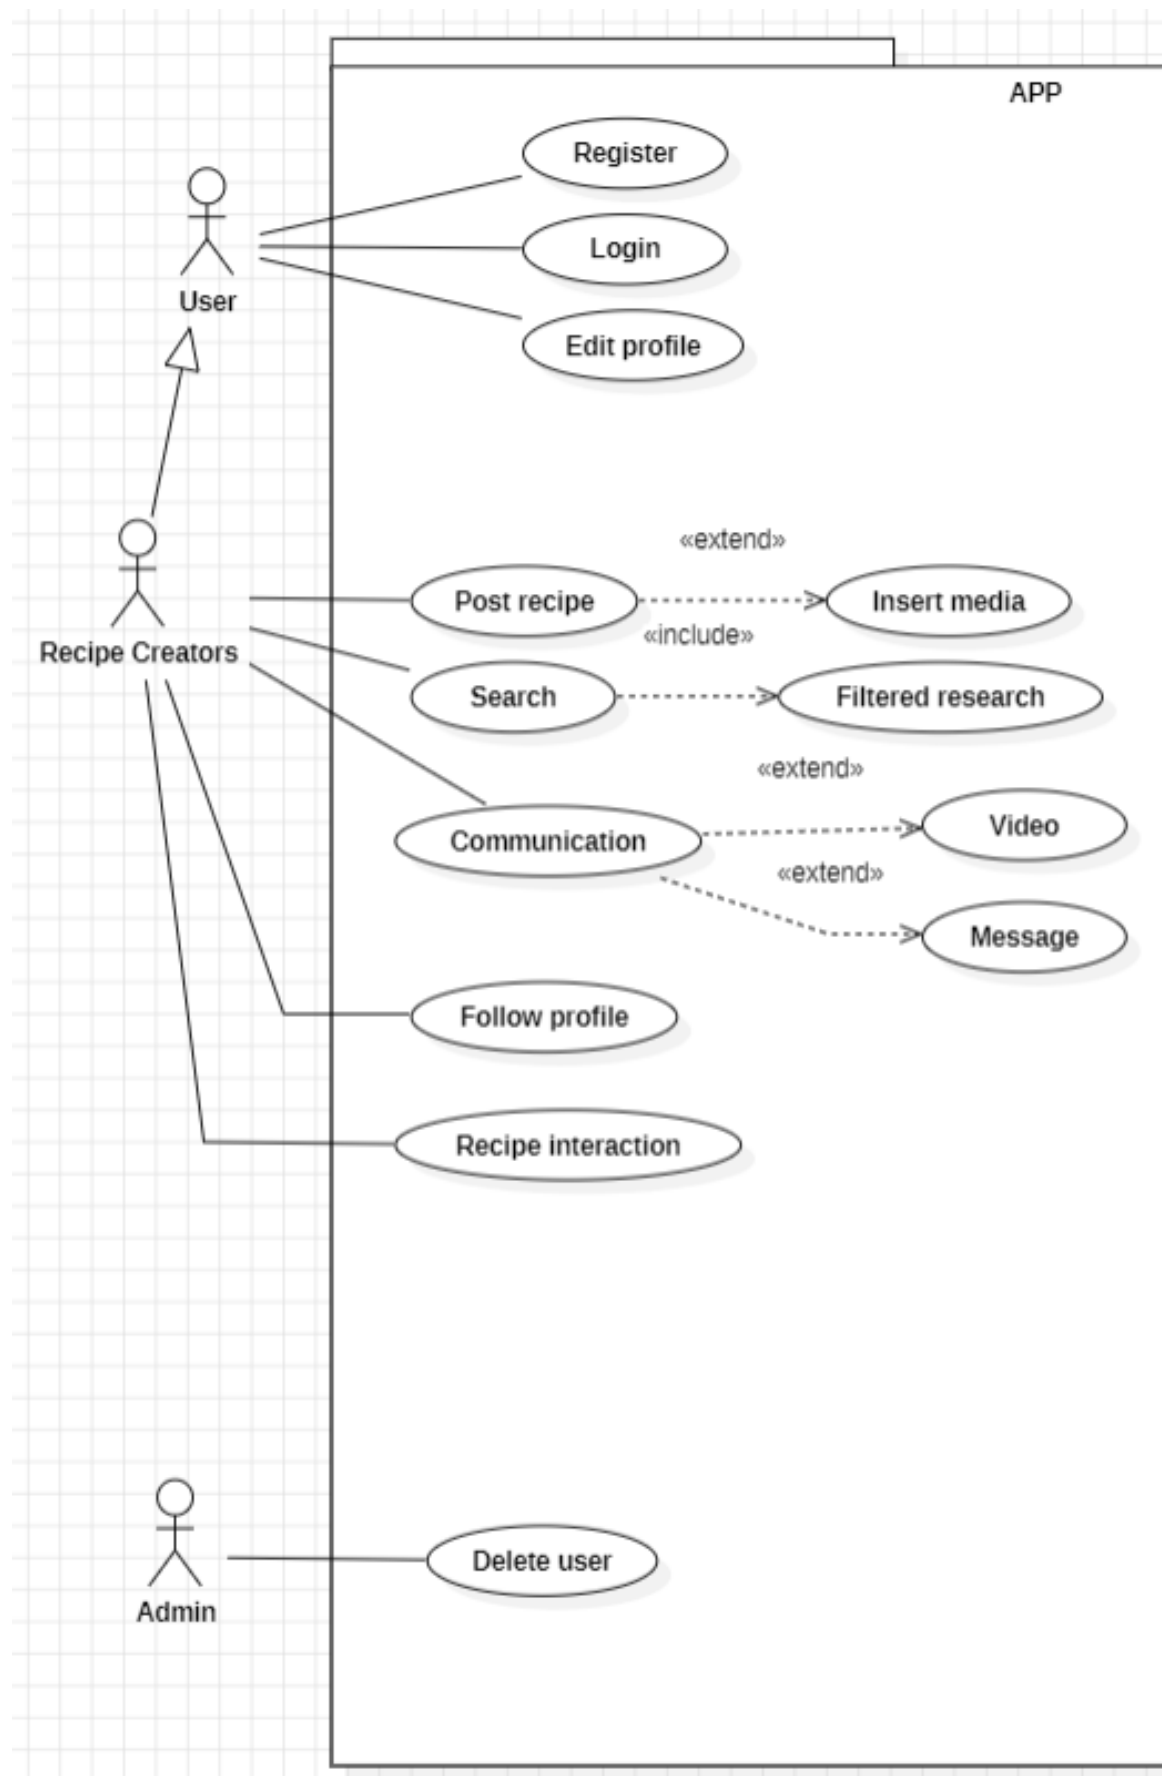 APP
Register
Login
Edit profile
User
«extend»
Post recipe
Insert media
«include»
Recipe Creators
Search
Filtered research
«extend»
Video
Communication
«extend»
Message
Follow profile
Recipe interaction
Delete user
Admin